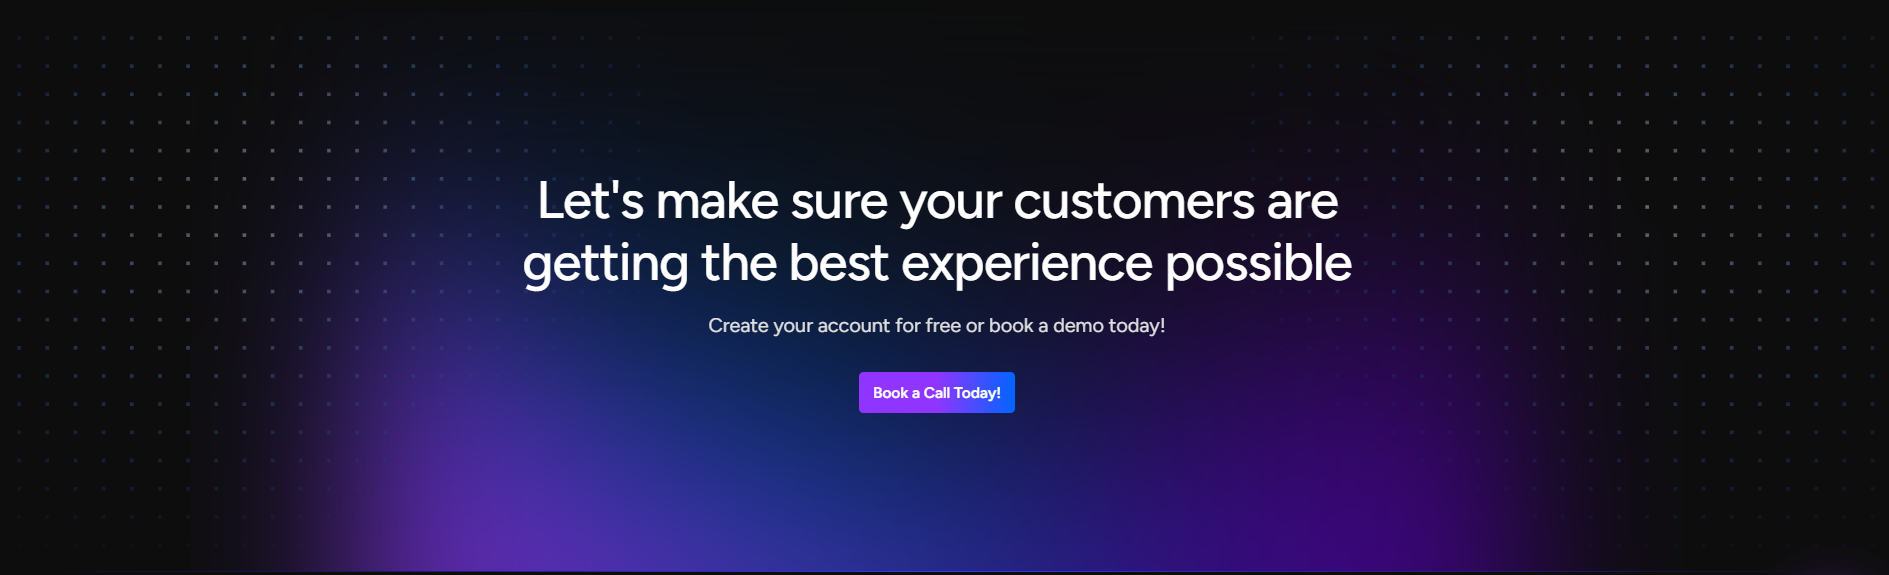 Let's make sure your customers are
getting the best experience possible
Create your account for free or book a demo today!
Book a Call Today!